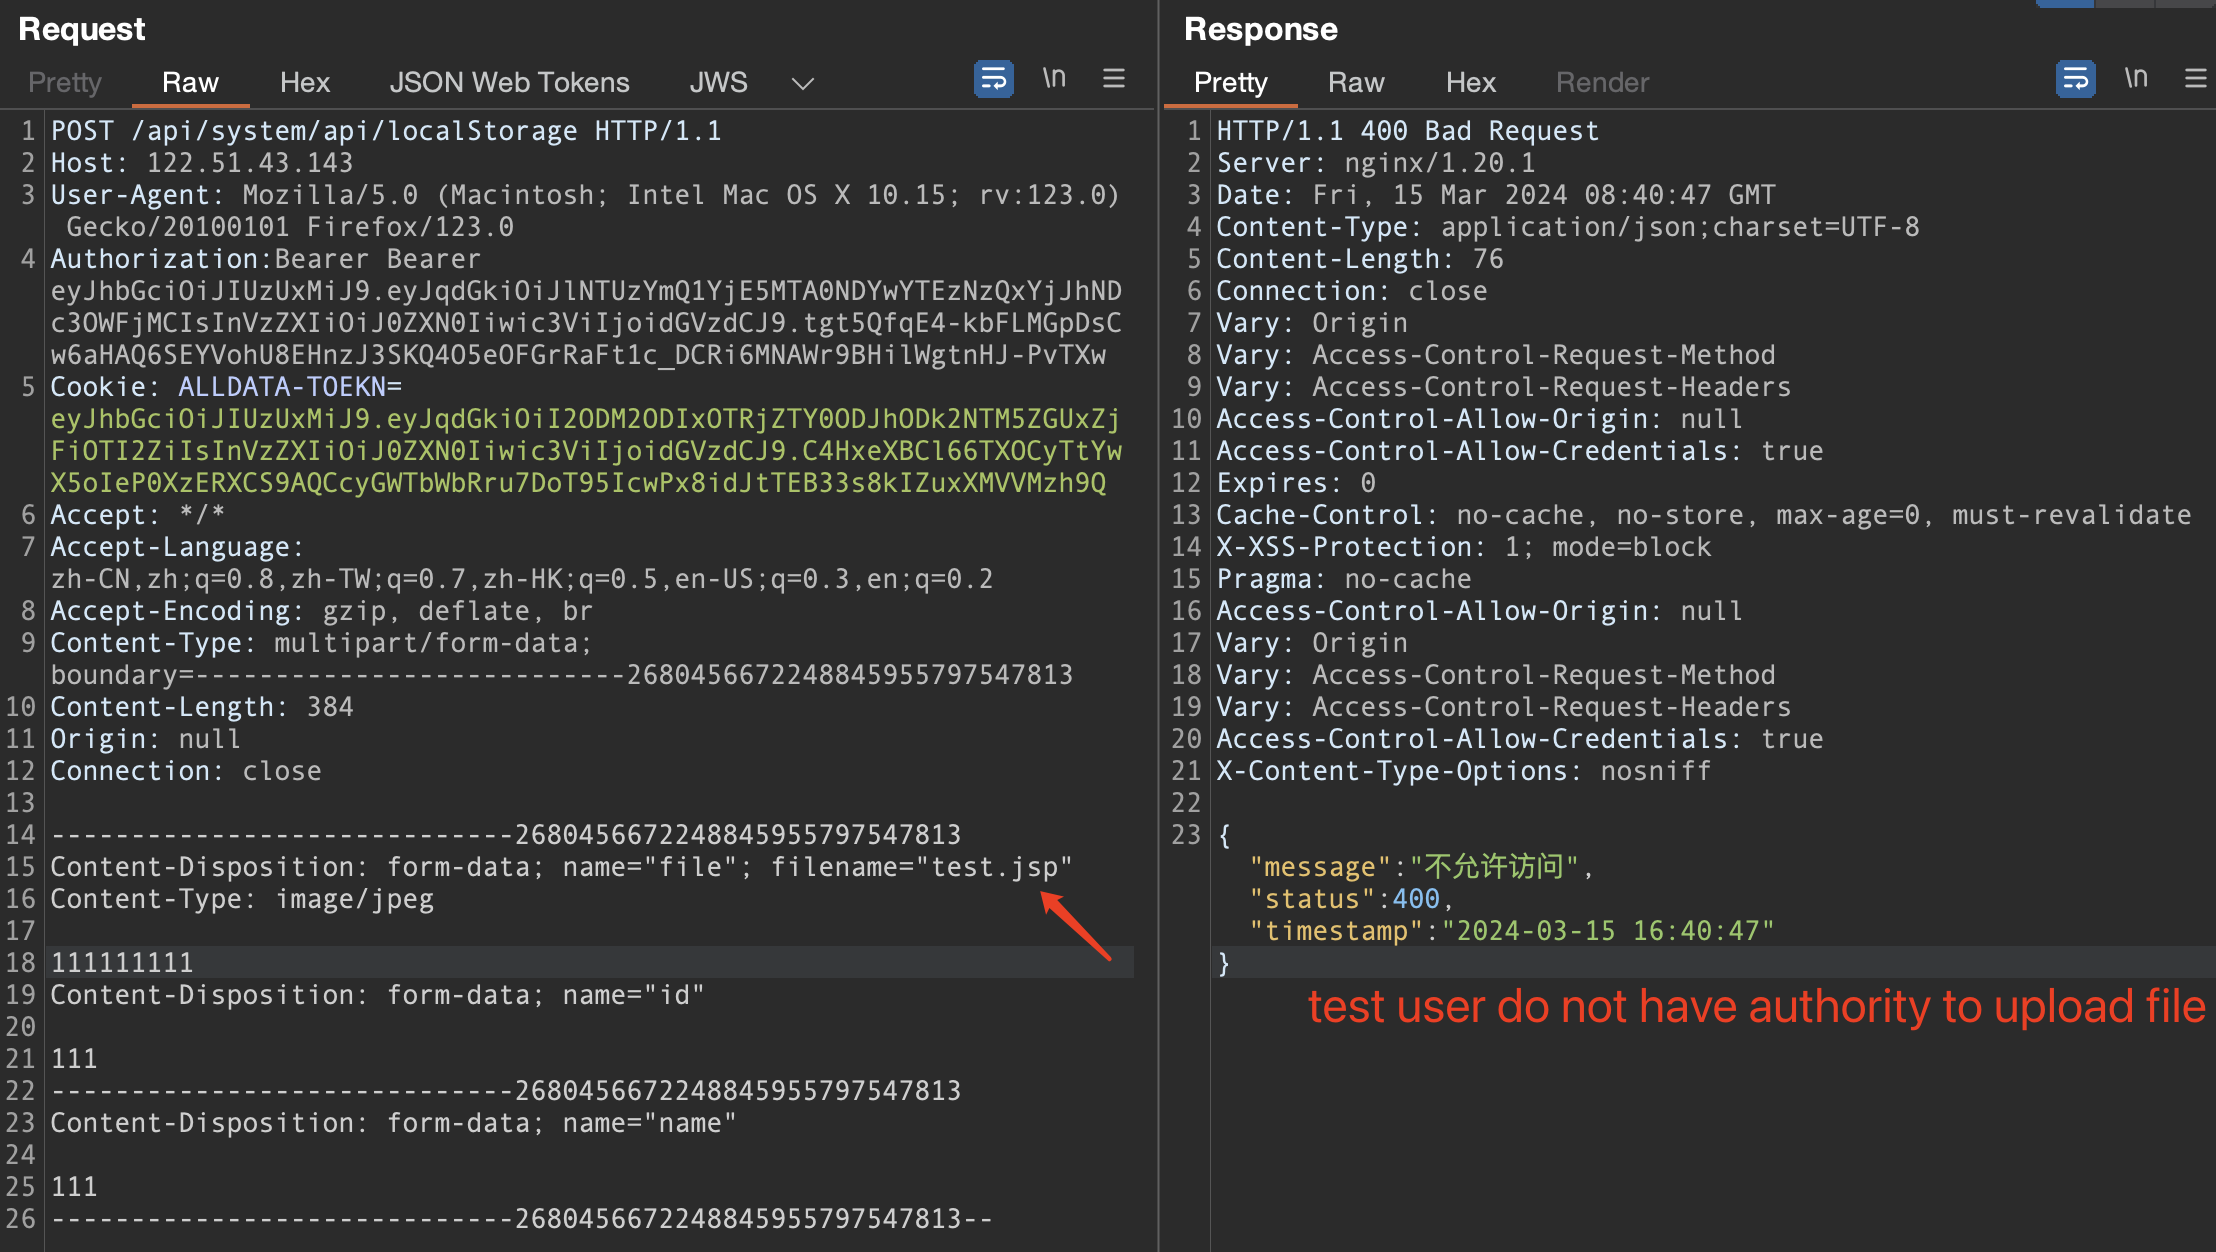 Request
Pretty Raw Hex JSON Web Tokens JWS \n
1 POST /api/system/api/localStorage HTTP/1.1
2 Host: 122.51.43.143
3 User-Agent: Mozilla/5.0 (Macintosh; Intel Mac OS X 10.15; rv:123.0)
Gecko/20100101 Firefox/123.0
4 Authorization:Bearer Bearer
eyJhbGciOiJIUzUxMiJ9.eyJqdGkiOiJlNTUzYmQ1YjE5MTA0NDYwYTEzNzQxYjJhND
c3OWFjMCIsInVzZXIiOiJ0ZXN0Iiwic3ViIjoidGVzdCJ9.tgt5QfqE4-kbFLMGpDsC
w6aHAQ6SEYVohU8EHnzJ3SKQ4O5eOFGrRaFt1c_DCRi6MNAWr9BHilWgtnHJ-PvTXw
5 Cookie: ALLDATA-TOEKN=
eyJhbGciOiJIUzUxMiJ9.eyJqdGkiOiI2ODM2ODIxOTRjZTY0ODJhODk2NTM5ZGUxZj
FiOTI2ZiIsInVzZXIiOiJ0ZXN0Iiwic3ViIjoidGVzdCJ9.C4HxeXBCl66TXOCyTtYw
X5oIeP0XzERXCS9AQCcyGWTbWbRru7DoT95IcwPx8idJtTEB33s8kIZuxXMVVMzh9Q
6 Accept: */*
7 Accept-Language:
zh-CN,zh;q=0.8,zh-TW;q=0.7,zh-HK;q=0.5,en-US;q=0.3,en;q=0.2
8 Accept-Encoding: gzip, deflate, br
9 Content-Type: multipart/form-data;
boundary=---------------------------2680456672248845955797547813
10 Content-Length: 384
11 Origin: null
12 Connection: close
13
14 -----------------------------2680456672248845955797547813
15 Content-Disposition: form-data; name="file"; filename="test.jsp"
16 Content-Type: image/jpeg
17
18 111111111
19 Content-Disposition: form-data; name="id"
20
21 111
22 -----------------------------2680456672248845955797547813
23 Content-Disposition: form-data; name="name"
24
25 111
26 -----------------------------2680456672248845955797547813--
Response
Pretty Raw Hex Render \n
1 HTTP/1.1 400 Bad Request
2 Server: nginx/1.20.1
3 Date: Fri, 15 Mar 2024 08:40:47 GMT
4 Content-Type: application/json;charset=UTF-8
5 Content-Length: 76
6 Connection: close
7 Vary: Origin
8 Vary: Access-Control-Request-Method
9 Vary: Access-Control-Request-Headers
10 Access-Control-Allow-Origin: null
11 Access-Control-Allow-Credentials: true
12 Expires: 0
13 Cache-Control: no-cache, no-store, max-age=0, must-revalidate
14 X-XSS-Protection: 1; mode=block
15 Pragma: no-cache
16 Access-Control-Allow-Origin: null
17 Vary: Origin
18 Vary: Access-Control-Request-Method
19 Vary: Access-Control-Request-Headers
20 Access-Control-Allow-Credentials: true
21 X-Content-Type-Options: nosniff
22
23 {
"message":"不允许访问",
"status":400,
"timestamp":"2024-03-15 16:40:47"
}
test user do not have authority to upload file